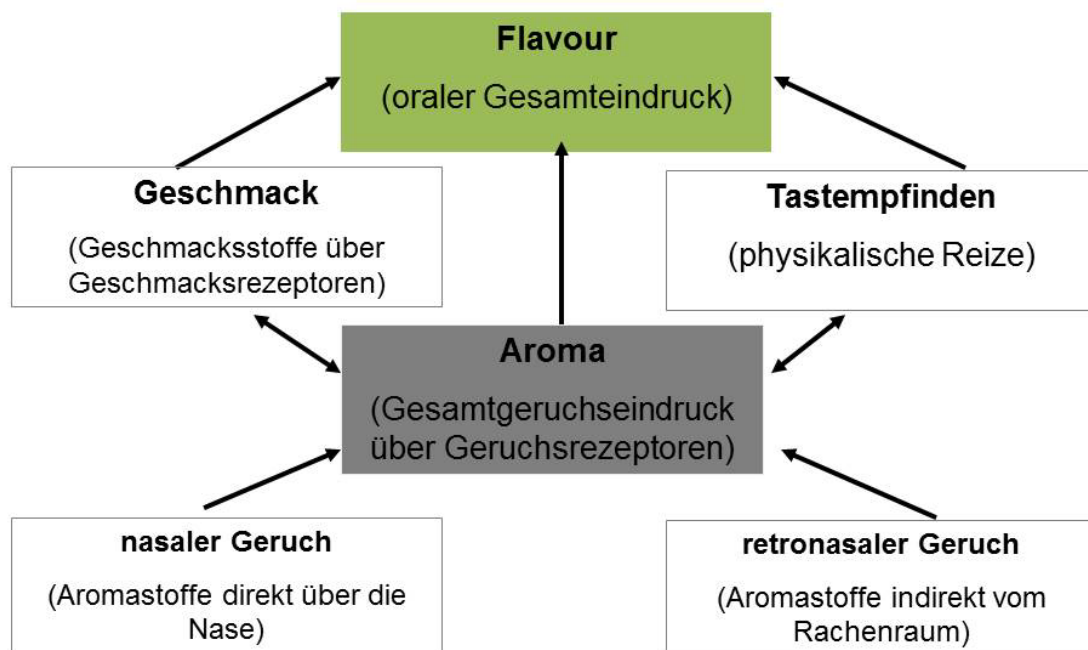 Flavour
(oraler Gesamteindruck)
Geschmack
(Geschmacksstoffe über
Geschmacksrezeptoren)
Tastempfinden
(physikalische Reize)
Aroma
(Gesamtgeruchseindruck
über Geruchsrezeptoren)
nasaler Geruch
(Aromastoffe direkt über die
Nase)
retronasaler Geruch
(Aromastoffe indirekt vom
Rachenraum)